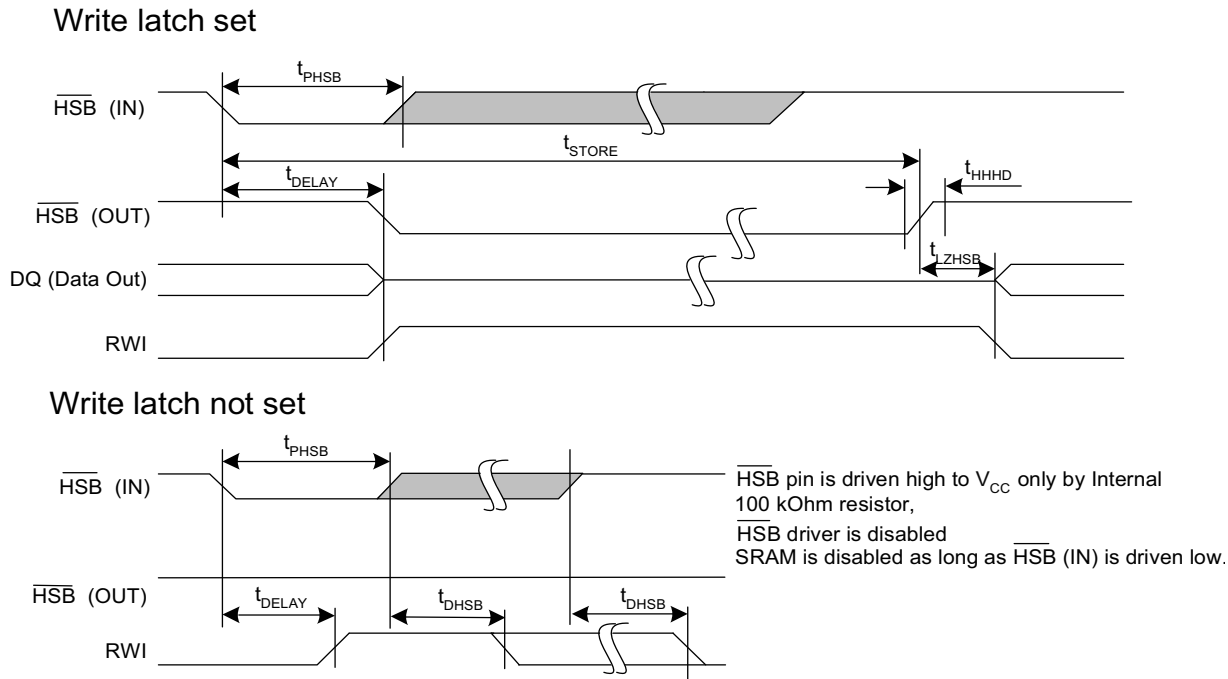 Write latch set
tPHSB
HSB (IN)
tSTORE
tDELAY
tHHHD
HSB (OUT)
tLZHSB
DQ (Data Out)
RWI
Write latch not set
tPHSB
HSB (IN)
HSB pin is driven high to VCC only by Internal
100 kOhm resistor,
HSB driver is disabled
SRAM is disabled as long as HSB (IN) is driven low.
HSB (OUT)
tDELAY
tDHSB
tDHSB
RWI